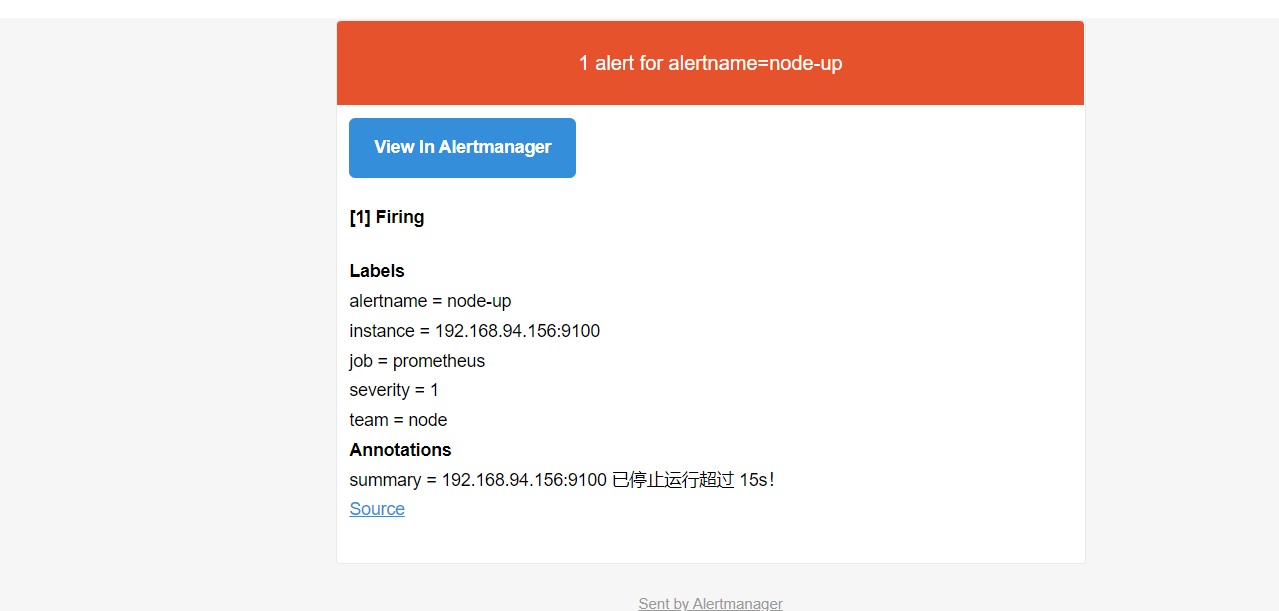 1 alert for alertname=node-up
View In Alertmanager
[1] Firing
Labels
alertname = node-up
instance = 192.168.94.156:9100
job = prometheus
severity = 1
team = node
Annotations
summary = 192.168.94.156:9100 已停止运行超过 15s！
Source
Sent by Alertmanager